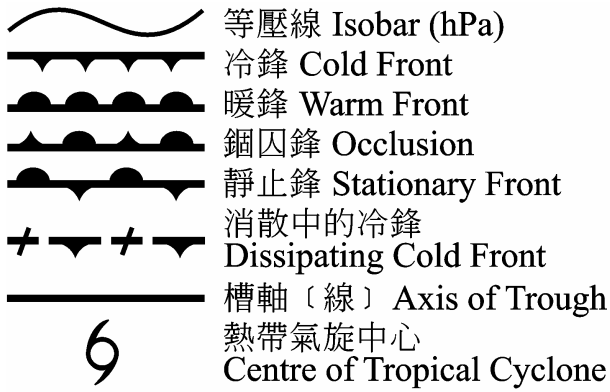 等壓線 Isobar (hPa)
冷鋒 Cold Front
暖鋒 Warm Front
錮囚鋒 Occlusion
靜止鋒 Stationary Front
消散中的冷鋒
Dissipating Cold Front
槽軸﹝線﹞ Axis of Trough
熱帶氣旋中心
Centre of Tropical Cyclone